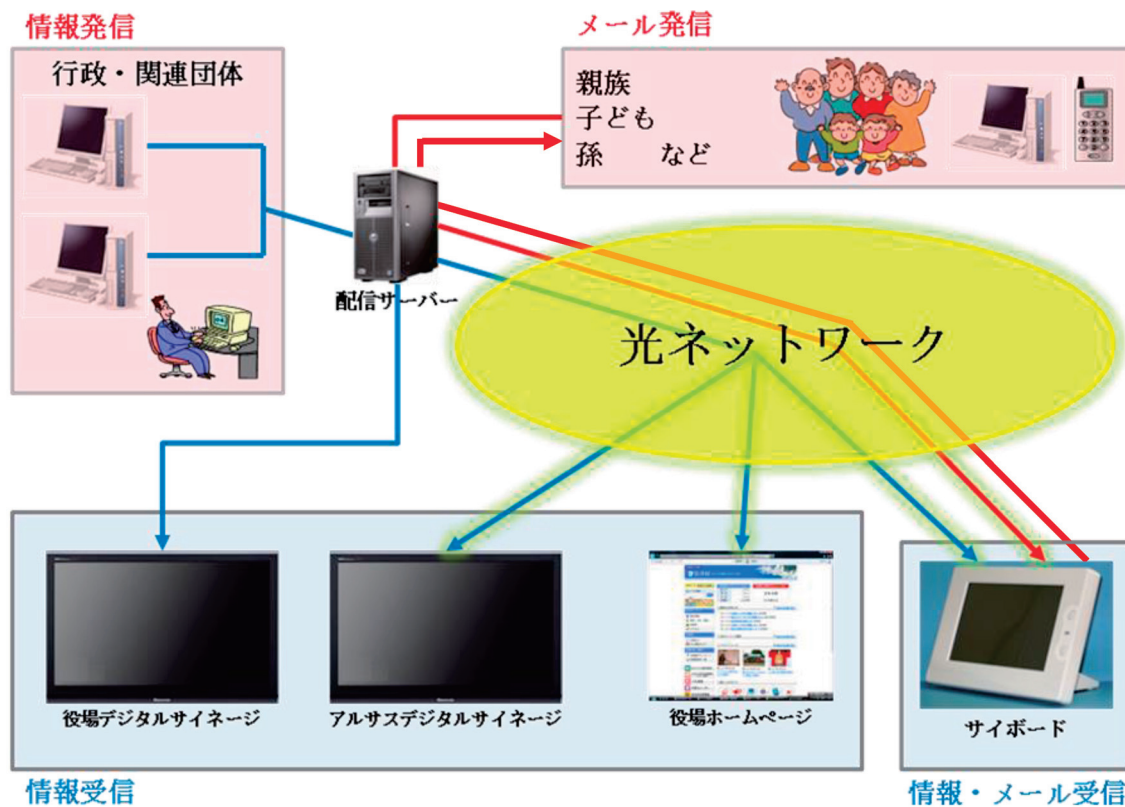 情報発信
行政・関連団体
メール発信
親族
子ども
孫　　など
配信サーバー
光ネットワーク
役場デジタルサイネージ
アルサスデジタルサイネージ
役場ホームページ
サイボード
情報受信
情報・メール受信